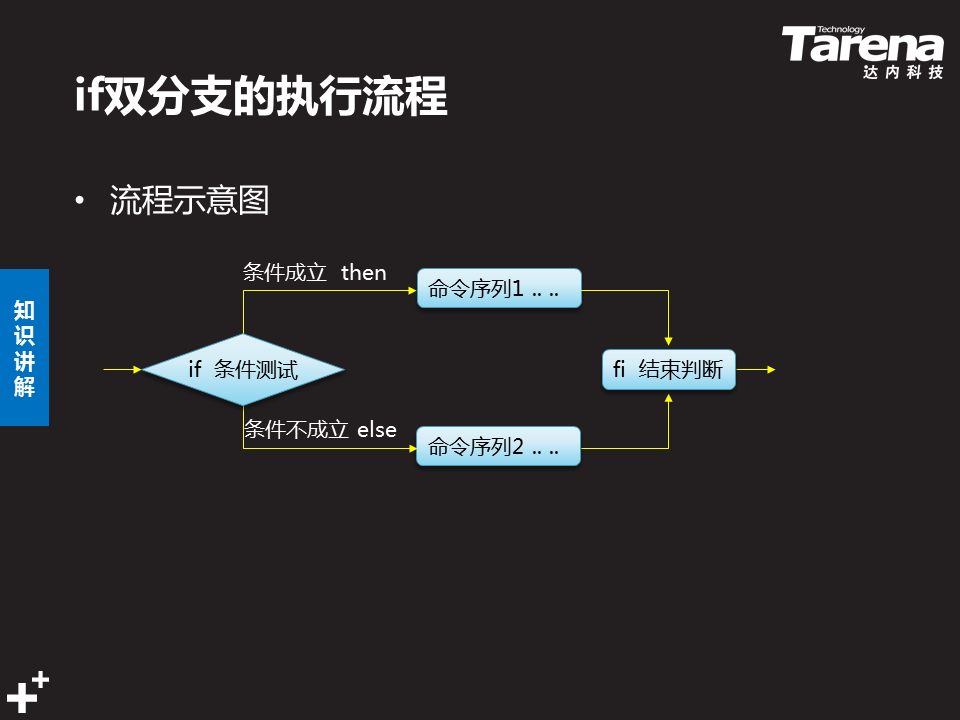 Technology
Tarena
达内科技
if双分支的执行流程
• 流程示意图
知识讲解
条件成立 then
命令序列1 .. ..
if 条件测试
fi 结束判断
条件不成立 else
命令序列2 .. ..